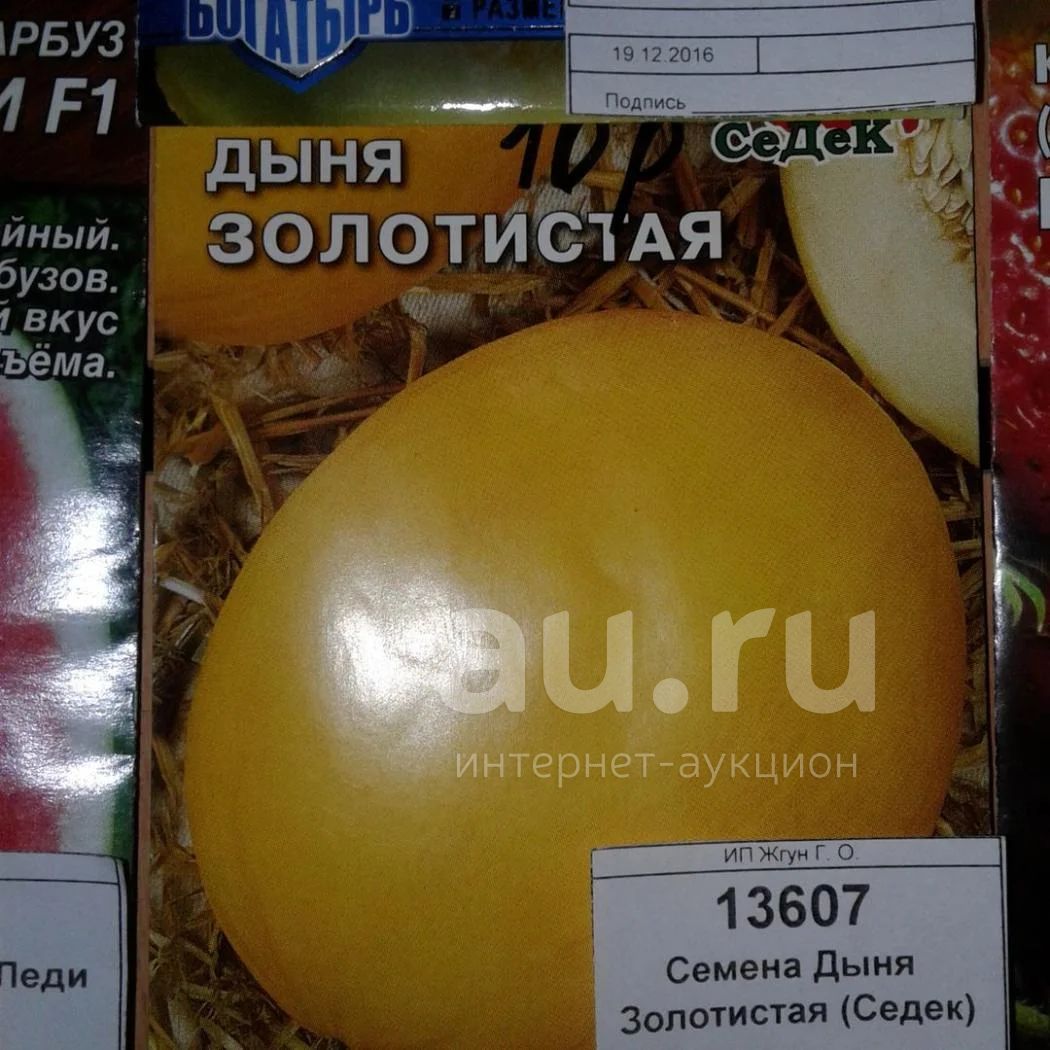 АРБУЗ
И F1
йный.
бузов.
й вкус
ъёма.
Леди
БОГАТЫРЬ
19.12.2016
Подпись
ДЫНЯ
10 р
СеДеК
ЗОЛОТИСТАЯ
au.ru
интернет-аукцион
ИП Жгун Г. О.
13607
Семена Дыня
Золотистая (Седек)